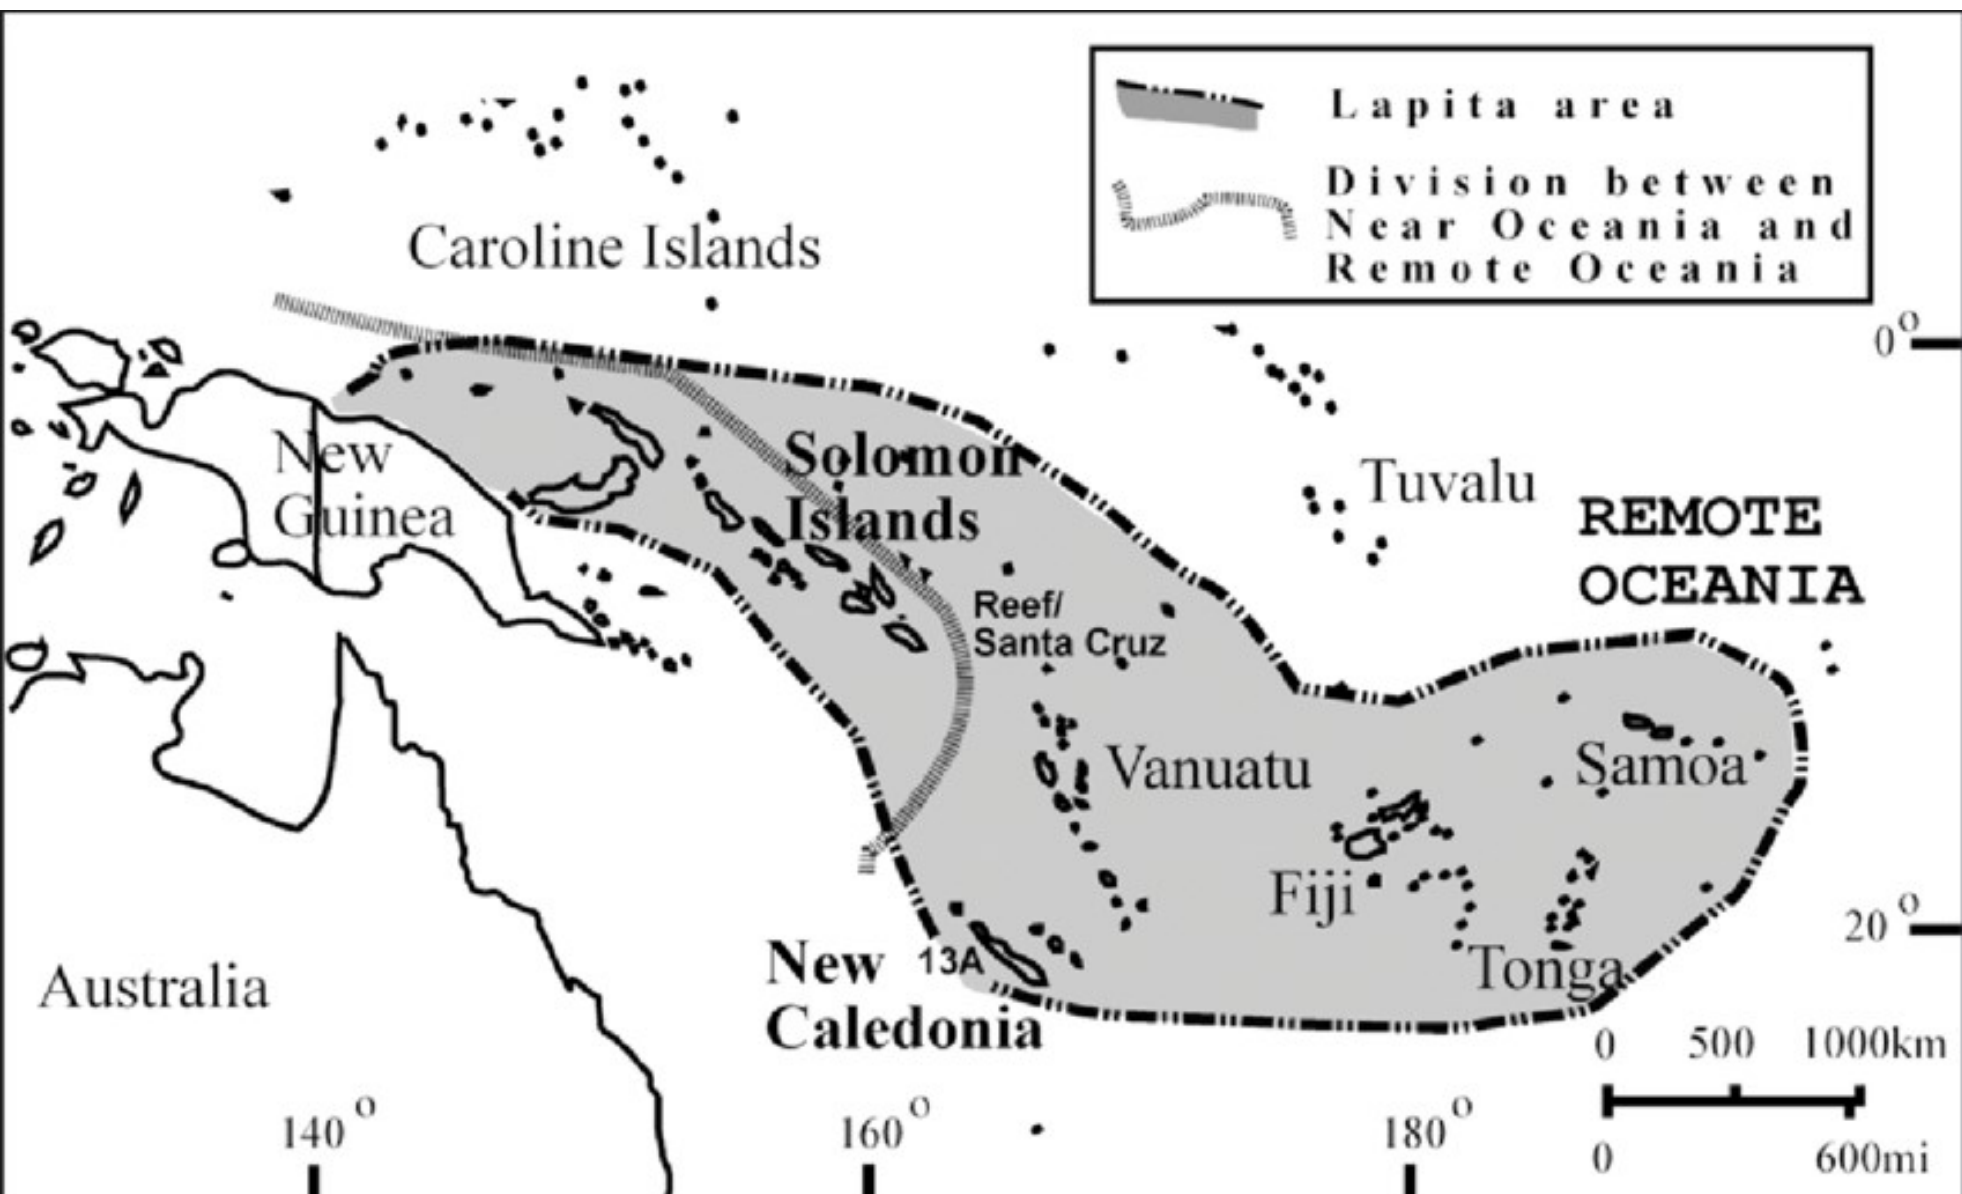 Lapita area
Division between
Near Oceania and
Remote Oceania
Caroline Islands
0°
New
Guinea
Solomon
Islands
Tuvalu
REMOTE
OCEANIA
Reef/
Santa Cruz
Vanuatu
Samoa
Fiji
20°
New 13A
Caledonia
Tonga
Australia
0 500 1000km
0 600mi
140° 160° 180°